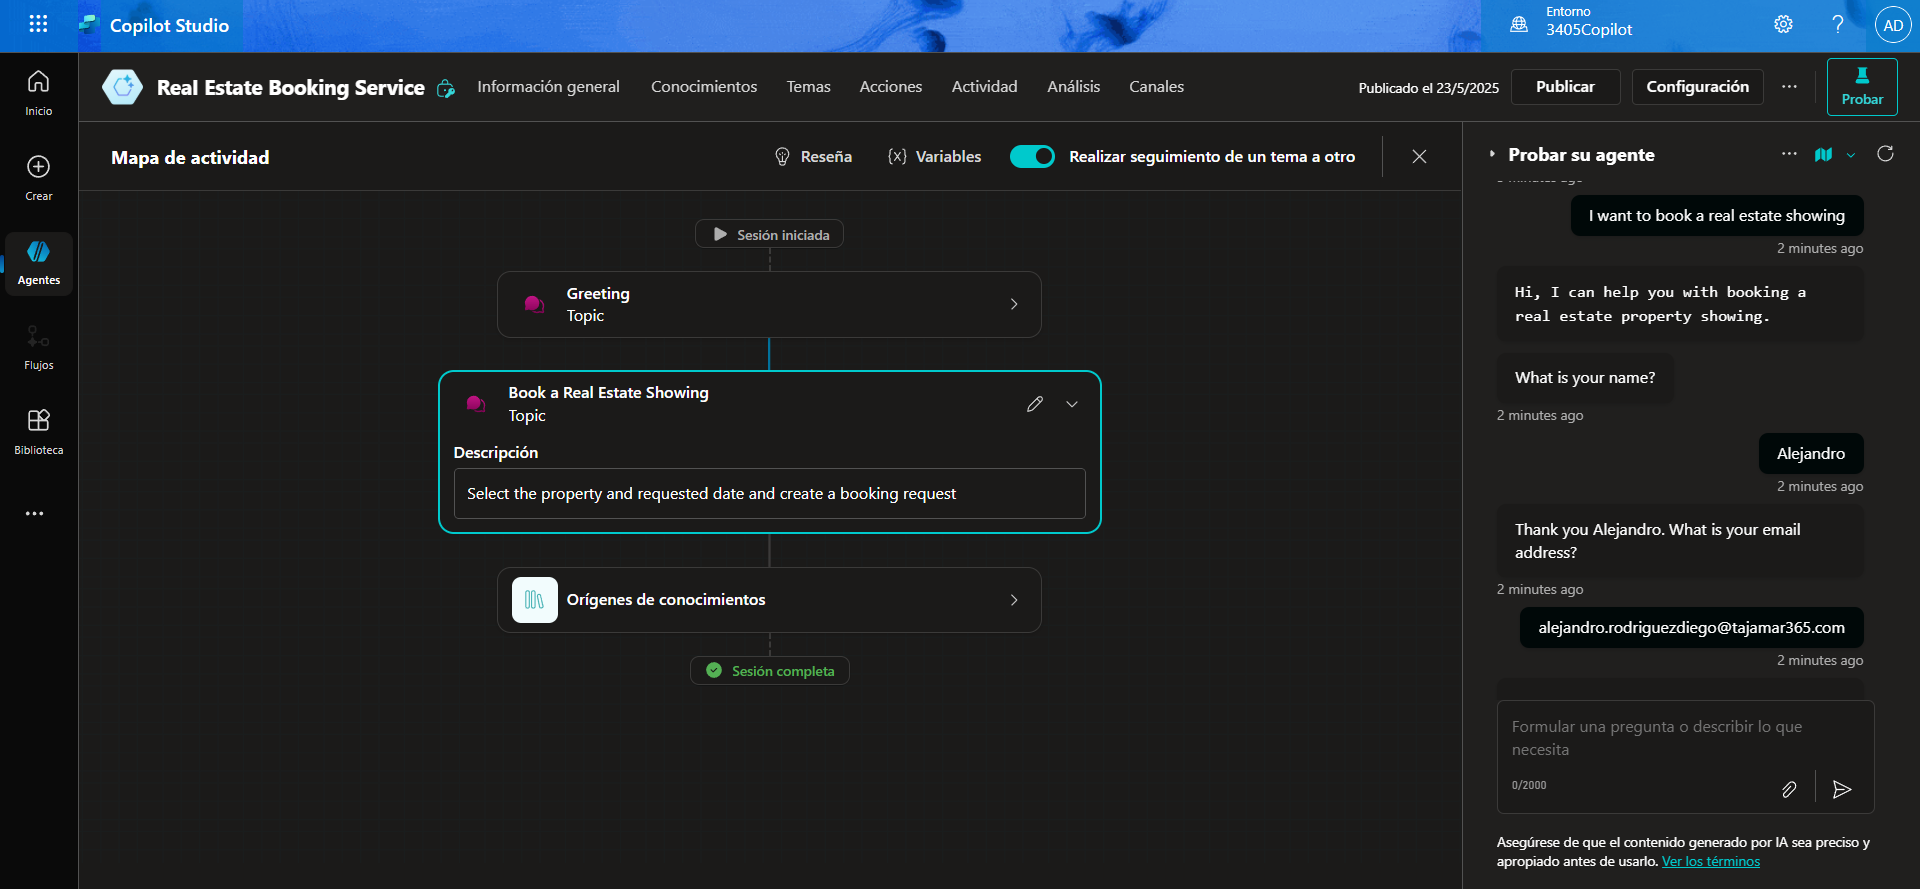 Copilot Studio
Entorno
3405Copilot
AD
Inicio
Crear
Agentes
Flujos
Biblioteca
Real Estate Booking Service
Información general
Conocimientos
Temas
Acciones
Actividad
Análisis
Canales
Publicado el 23/5/2025
Publicar
Configuración
Probar
Mapa de actividad
Reseña
Variables
Realizar seguimiento de un tema a otro
Sesión iniciada
Greeting
Topic
Book a Real Estate Showing
Topic
Descripción
Select the property and requested date and create a booking request
Orígenes de conocimientos
Sesión completa
Probar su agente
I want to book a real estate showing
2 minutes ago
Hi, I can help you with booking a
real estate property showing.
What is your name?
2 minutes ago
Alejandro
2 minutes ago
Thank you Alejandro. What is your email
address?
2 minutes ago
alejandro.rodriguezdiego@tajamar365.com
2 minutes ago
Formular una pregunta o describir lo que
necesita
0/2000
Asegúrese de que el contenido generado por IA sea preciso y
apropiado antes de usarlo. Ver los términos